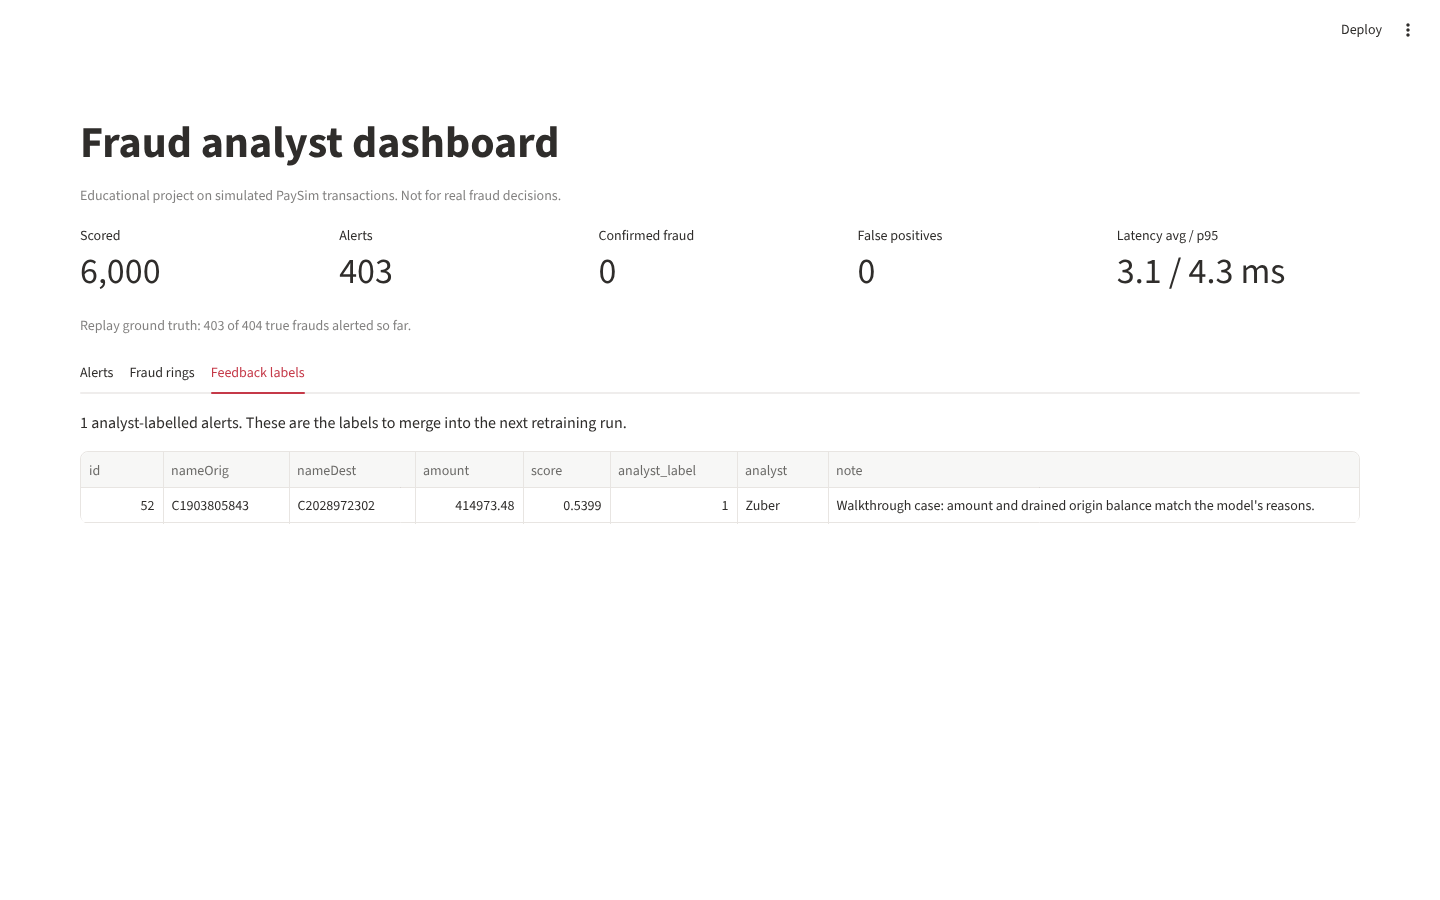 Deploy
Fraud analyst dashboard
Educational project on simulated PaySim transactions. Not for real fraud decisions.
Scored Alerts Confirmed fraud False positives Latency avg / p95
6,000 403 0 0 3.1 / 4.3 ms
Replay ground truth: 403 of 404 true frauds alerted so far.
Alerts Fraud rings Feedback labels
1 analyst-labelled alerts. These are the labels to merge into the next retraining run.
id nameOrig nameDest amount score analyst_label analyst note
52 C1903805843 C2028972302 414973.48 0.5399 1 Zuber Walkthrough case: amount and drained origin balance match the model's reasons.